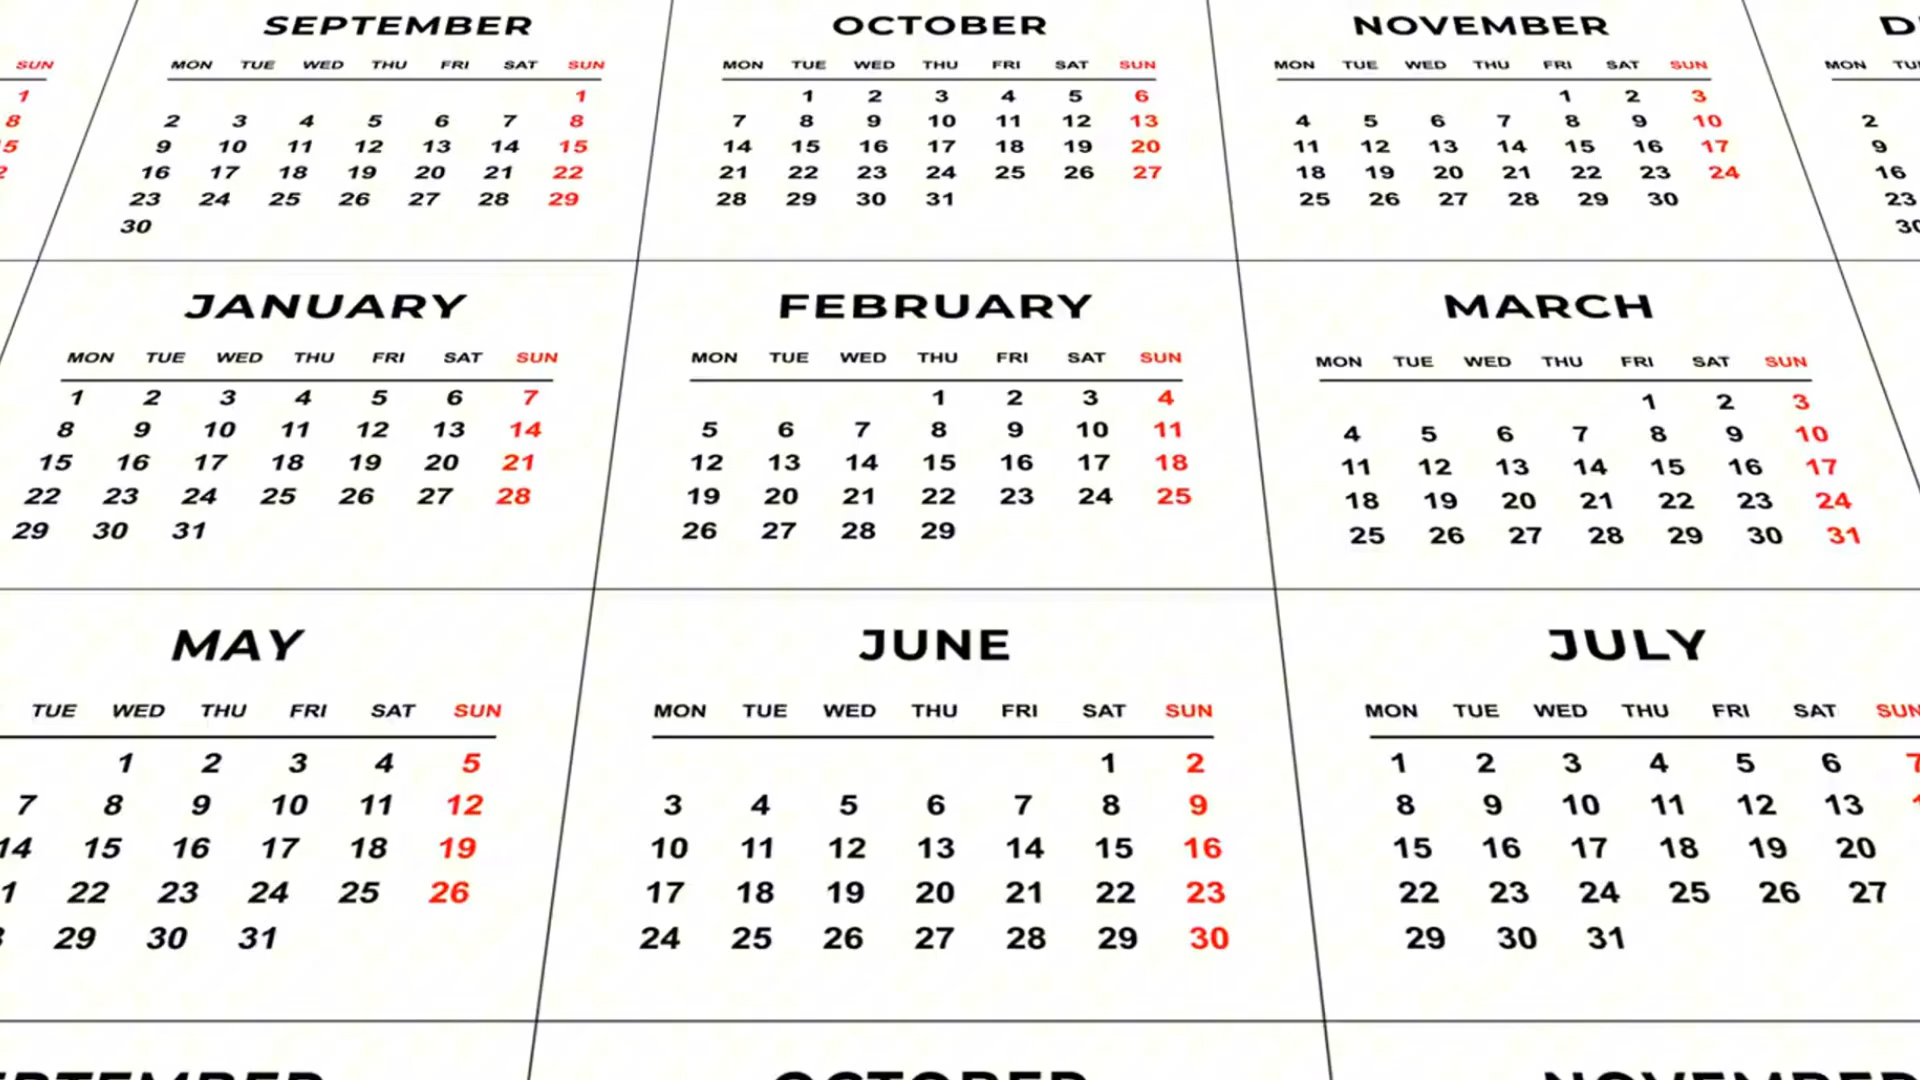 SEPTEMBER OCTOBER NOVEMBER
SUN MON TUE WED THU FRI SAT SUN MON TUE WED THU FRI SAT SUN MON TUE WED THU FRI SAT SUN MON
1 1 1 2 3 4 5 6 1 2 3
8 2 3 4 5 6 7 8 7 8 9 10 11 12 13 4 5 6 7 8 9 10 2
9 10 11 12 13 14 15 14 15 16 17 18 19 20 11 12 13 14 15 16 17 9
16 17 18 19 20 21 22 21 22 23 24 25 26 27 18 19 20 21 22 23 24 16
23 24 25 26 27 28 29 28 29 30 31 25 26 27 28 29 30 23
30
JANUARY FEBRUARY MARCH
MON TUE WED THU FRI SAT SUN MON TUE WED THU FRI SAT SUN MON TUE WED THU FRI SAT SUN
1 2 3 4 5 6 7 1 2 3 4 1 2 3
8 9 10 11 12 13 14 5 6 7 8 9 10 11 4 5 6 7 8 9 10
15 16 17 18 19 20 21 12 13 14 15 16 17 18 11 12 13 14 15 16 17
22 23 24 25 26 27 28 19 20 21 22 23 24 25 18 19 20 21 22 23 24
29 30 31 26 27 28 29 25 26 27 28 29 30 31
MAY JUNE JULY
TUE WED THU FRI SAT SUN MON TUE WED THU FRI SAT SUN MON TUE WED THU FRI SAT SUN
1 2 3 4 5 1 2 1 2 3 4 5 6 7
7 8 9 10 11 12 3 4 5 6 7 8 9 8 9 10 11 12 13
14 15 16 17 18 19 10 11 12 13 14 15 16 15 16 17 18 19 20
22 23 24 25 26 17 18 19 20 21 22 23 22 23 24 25 26 27
29 30 31 24 25 26 27 28 29 30 29 30 31
OCTOBER